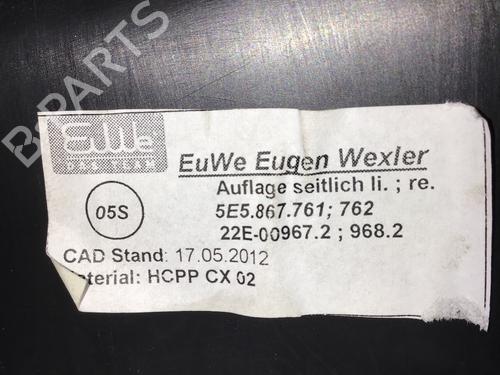 B-PARTS
EuWe
EuWe Eugen Wexler
Auflage seitlich li. ; re.
05S
5E5.867.761; 762
22E-00967.2 ; 968.2
CAD Stand: 17.05.2012
terial: HCPP CX 02